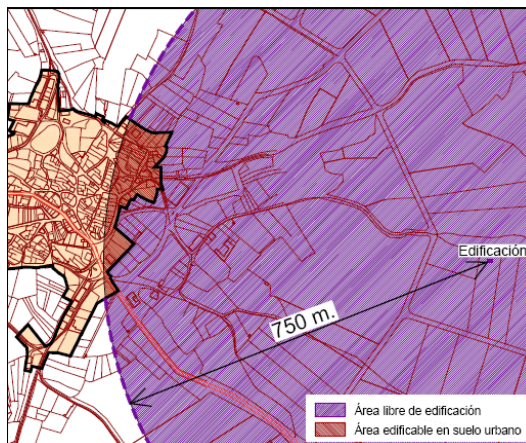 Edificación
750 m.
Área libre de edificación
Área edificable en suelo urbano